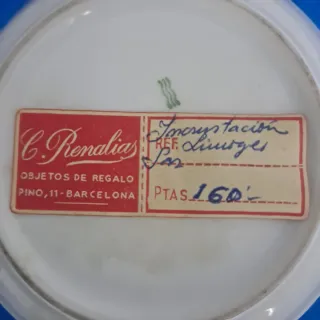 C. Renalias
OBJETOS DE REGALO
PINO, 11-BARCELONA
Incrustación
REF. Limoges
PTAS. 160'-